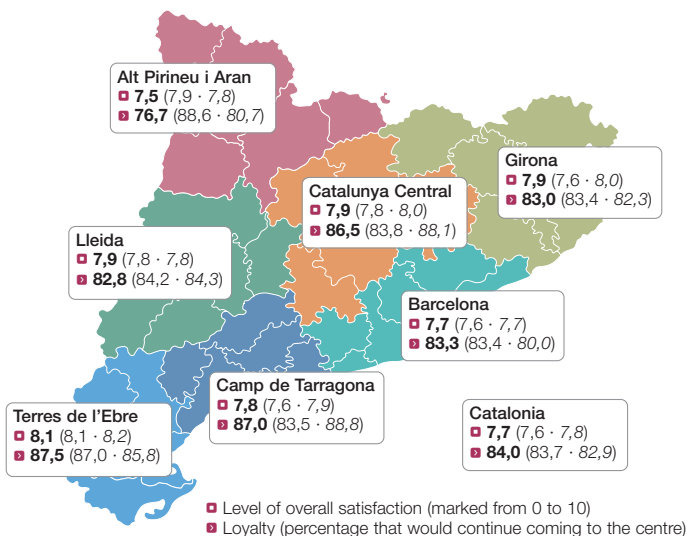 Alt Pirineu i Aran
7,5 (7,9 · 7,8)
76,7 (88,6 · 80,7)
Girona
7,9 (7,6 · 8,0)
83,0 (83,4 · 82,3)
Catalunya Central
7,9 (7,8 · 8,0)
86,5 (83,8 · 88,1)
Lleida
7,9 (7,8 · 7,8)
82,8 (84,2 · 84,3)
Barcelona
7,7 (7,6 · 7,7)
83,3 (83,4 · 80,0)
Camp de Tarragona
7,8 (7,6 · 7,9)
87,0 (83,5 · 88,8)
Terres de l’Ebre
8,1 (8,1 · 8,2)
87,5 (87,0 · 85,8)
Catalonia
7,7 (7,6 · 7,8)
84,0 (83,7 · 82,9)
Level of overall satisfaction (marked from 0 to 10)
Loyalty (percentage that would continue coming to the centre)